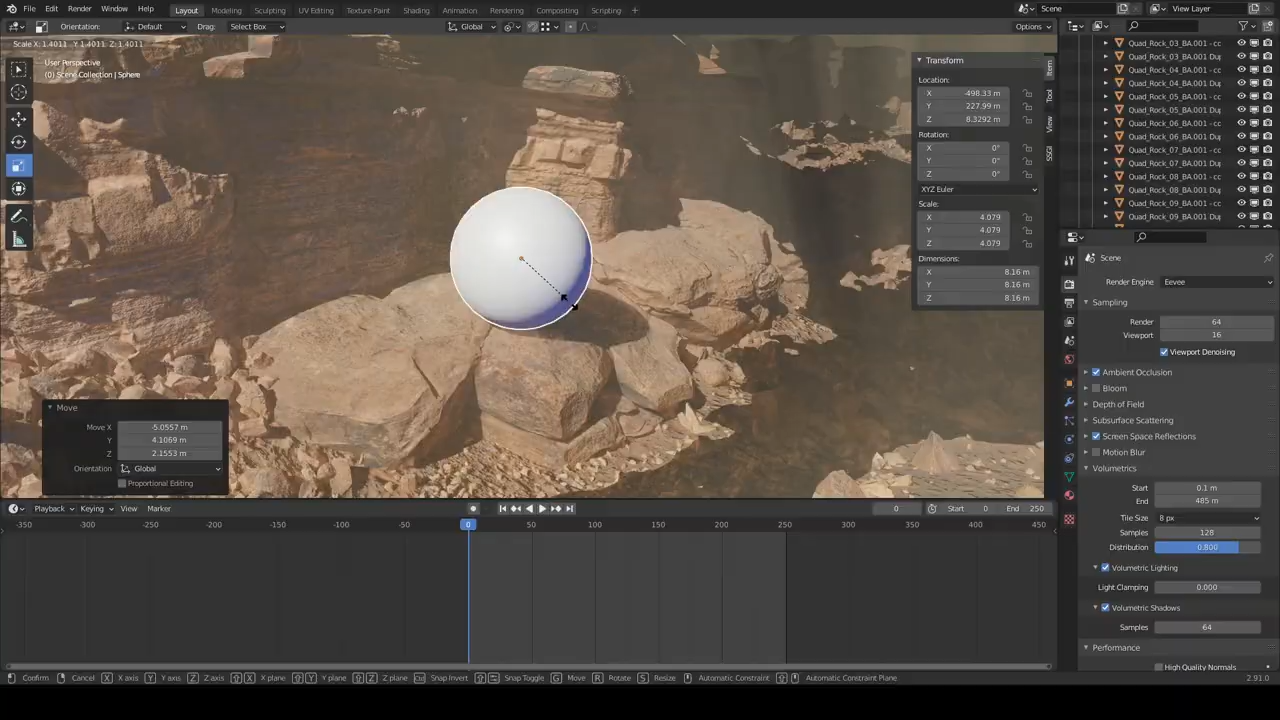 File Edit Render Window Help Layout Modeling Sculpting UV Editing Texture Paint Shading Animation Rendering Compositing Scripting + Scene View Layer
Orientation: Default Drag: Select Box Global Options
Scale X: 1.4011 Y: 1.4011 Z: 1.4011
User Perspective
(0) Scene Collection | Sphere
Transform
Location:
X -498.33 m
Y 227.99 m
Z 8.3292 m
Rotation:
X 0°
Y 0°
Z 0°
XYZ Euler
Scale:
X 4.079
Y 4.079
Z 4.079
Dimensions:
X 8.16 m
Y 8.16 m
Z 8.16 m
Item
Tool
View
SSGI
Quad_Rock_03_BA.001 - cc
Quad_Rock_03_BA.001 Du
Quad_Rock_04_BA.001 - cc
Quad_Rock_04_BA.001 Du
Quad_Rock_05_BA.001 - cc
Quad_Rock_05_BA.001 Du
Quad_Rock_06_BA.001 - cc
Quad_Rock_06_BA.001 Du
Quad_Rock_07_BA.001 - cc
Quad_Rock_07_BA.001 Du
Quad_Rock_08_BA.001 - cc
Quad_Rock_08_BA.001 Du
Quad_Rock_09_BA.001 - cc
Quad_Rock_09_BA.001 Du
Scene
Render Engine Eevee
Sampling
Render 64
Viewport 16
Viewport Denoising
Ambient Occlusion
Bloom
Depth of Field
Subsurface Scattering
Screen Space Reflections
Motion Blur
Volumetrics
Start 0.1 m
End 485 m
Tile Size 8 px
Samples 128
Distribution 0.800
Volumetric Lighting
Light Clamping 0.000
Volumetric Shadows
Samples 64
Performance
High Quality Normals
Move
Move X -5.0557 m
Y 4.1069 m
Z 2.1553 m
Orientation Global
Proportional Editing
Playback Keying View Marker 0 Start 0 End 250
-350 -300 -250 -200 -150 -100 -50 0 50 100 150 200 250 300 350 400 450
Confirm Cancel X X axis Y Y axis Z Z axis X X plane Y Y plane Z Z plane Ctrl Snap Invert Snap Toggle G Move R Rotate S Resize Automatic Constraint Automatic Constraint Plane 2.91.0